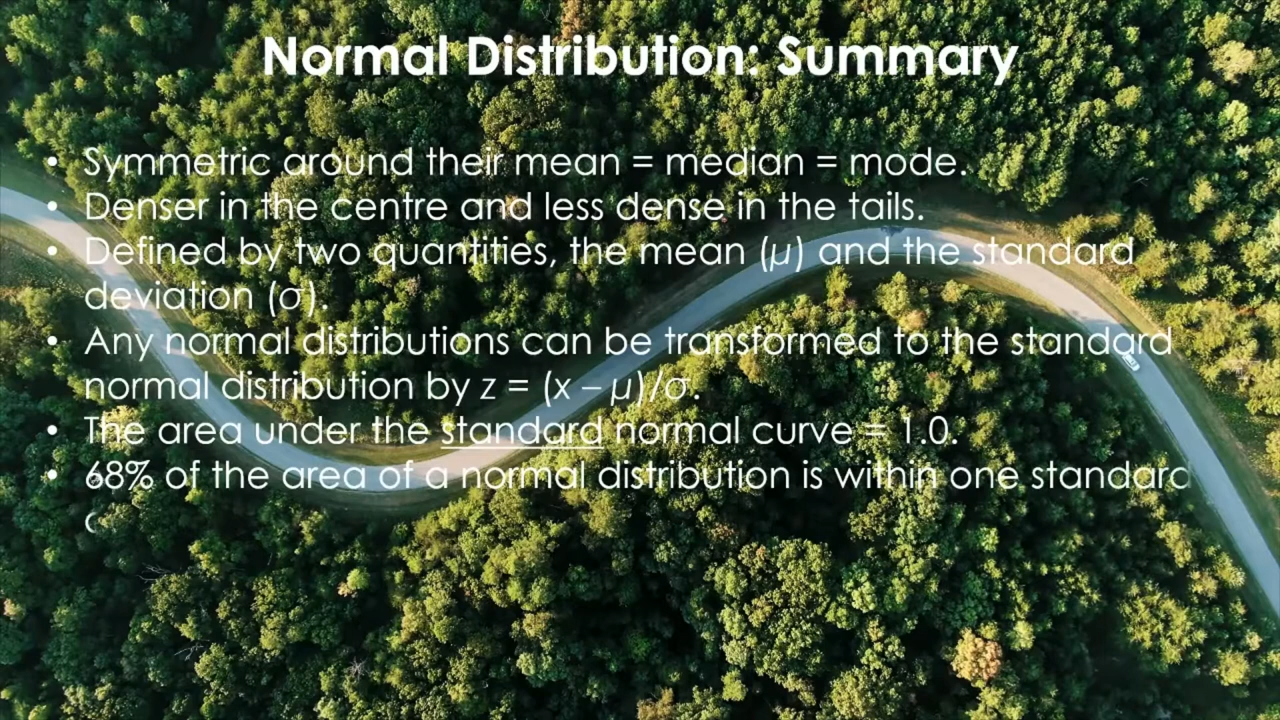 Normal Distribution: Summary
• Symmetric around their mean = median = mode.
• Denser in the centre and less dense in the tails.
• Defined by two quantities, the mean (μ) and the standard
deviation (σ).
• Any normal distributions can be transformed to the standard
normal distribution by z = (x – μ)/σ.
• The area under the standard normal curve = 1.0.
• 68% of the area of a normal distribution is within one standard